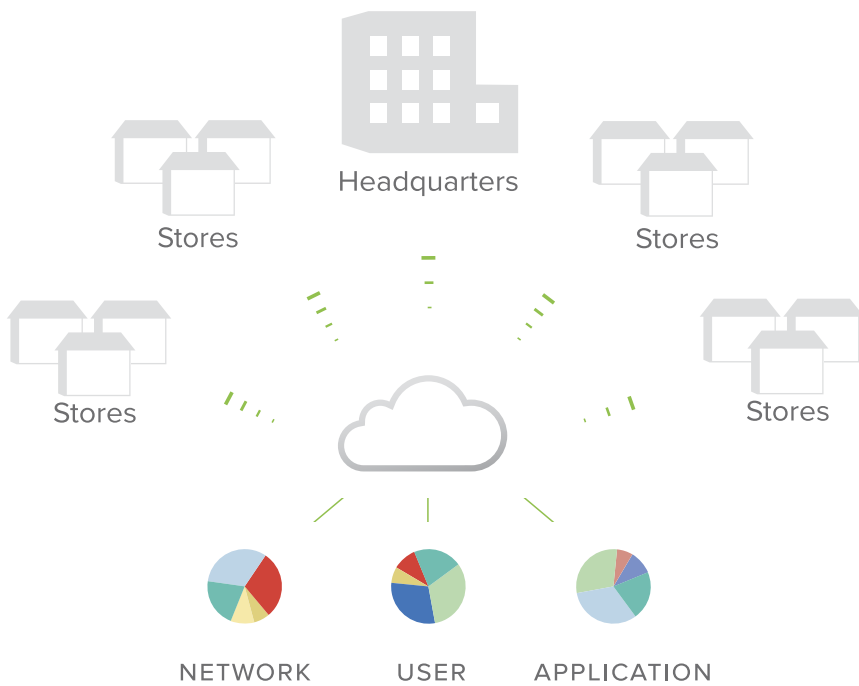 Headquarters
Stores
Stores
Stores
Stores
NETWORK
USER
APPLICATION